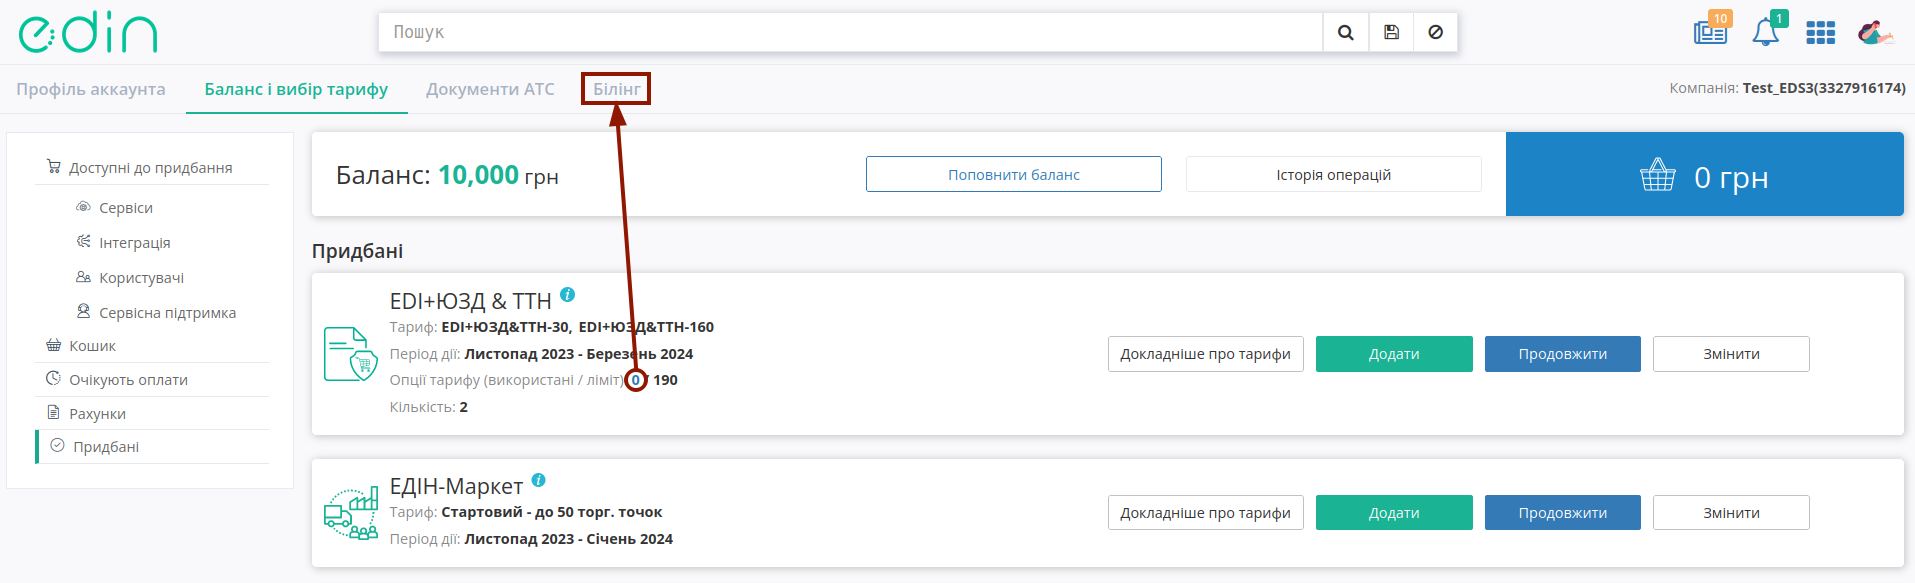 edin
Пошук
10
1
Профіль аккаунта
Баланс і вибір тарифу
Документи АТС
Білінг
Компанія: Test_EDS3(3327916174)
Доступні до придбання
Сервіси
Інтеграція
Користувачі
Сервісна підтримка
Кошик
Очікують оплати
Рахунки
Придбані
Баланс: 10,000 грн
Поповнити баланс
Історія операцій
0 грн
Придбані
EDI+ЮЗД & ТТН
Тариф: EDI+ЮЗД&ТТН-30, EDI+ЮЗД&ТТН-160
Період дії: Листопад 2023 - Березень 2024
Опції тарифу (використані / ліміт) 0 / 190
Кількість: 2
Докладніше про тарифи
Додати
Продовжити
Змінити
ЕДІН-Маркет
Тариф: Стартовий - до 50 торг. точок
Період дії: Листопад 2023 - Січень 2024
Докладніше про тарифи
Додати
Продовжити
Змінити